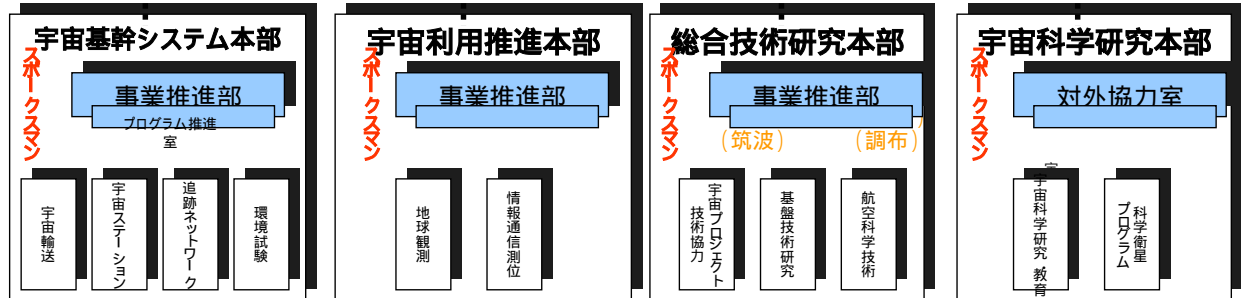 宇宙基幹システム本部
スポークスマン
事業推進部
プログラム推進
室
宇宙輸送
宇宙ステーション
追跡ネットワーク
環境試験
宇宙利用推進本部
スポークスマン
事業推進部
地球観測
情報通信測位
総合技術研究本部
スポークスマン
事業推進部
(筑波)
(調布)
宇宙プロジェクト
技術協力
基盤技術研究
航空科学技術
宇宙科学研究本部
スポークスマン
対外協力室
宇宙科学研究 教育
科学衛星
プログラム